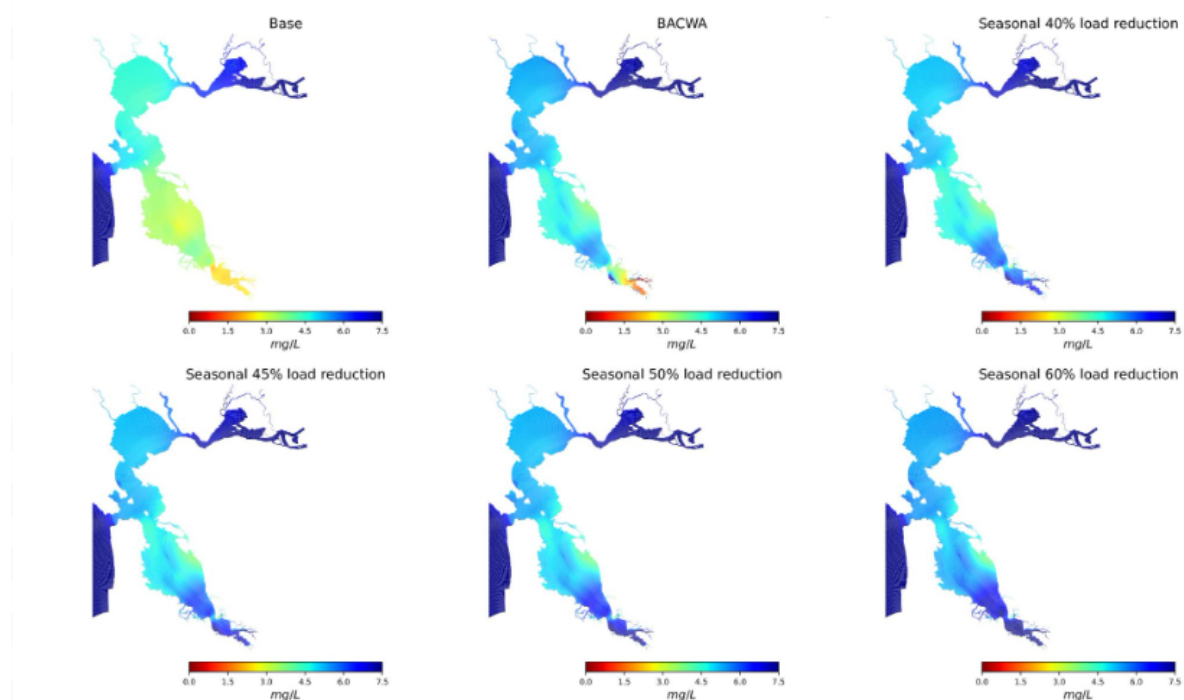 Base
BACWA
Seasonal 40% load reduction
0.0 1.5 3.0 4.5 6.0 7.5
mg/L
0.0 1.5 3.0 4.5 6.0 7.5
mg/L
0.0 1.5 3.0 4.5 6.0 7.5
mg/L
Seasonal 45% load reduction
Seasonal 50% load reduction
Seasonal 60% load reduction
0.0 1.5 3.0 4.5 6.0 7.5
mg/L
0.0 1.5 3.0 4.5 6.0 7.5
mg/L
0.0 1.5 3.0 4.5 6.0 7.5
mg/L